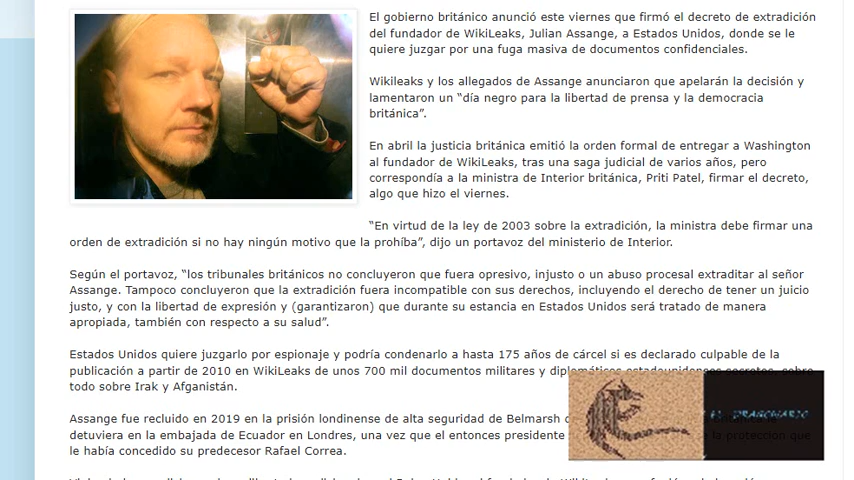 El gobierno británico anunció este viernes que firmó el decreto de extradición
del fundador de WikiLeaks, Julian Assange, a Estados Unidos, donde se le
quiere juzgar por una fuga masiva de documentos confidenciales.
Wikileaks y los allegados de Assange anunciaron que apelarán la decisión y
lamentaron un “día negro para la libertad de prensa y la democracia
británica”.
En abril la justicia británica emitió la orden formal de entregar a Washington
al fundador de WikiLeaks, tras una saga judicial de varios años, pero
correspondía a la ministra de Interior británica, Priti Patel, firmar el decreto,
algo que hizo el viernes.
“En virtud de la ley de 2003 sobre la extradición, la ministra debe firmar una
orden de extradición si no hay ningún motivo que la prohíba”, dijo un portavoz del ministerio de Interior.
Según el portavoz, “los tribunales británicos no concluyeron que fuera opresivo, injusto o un abuso procesal extraditar al señor
Assange. Tampoco concluyeron que la extradición fuera incompatible con sus derechos, incluyendo el derecho de tener un juicio
justo, y con la libertad de expresión y (garantizaron) que durante su estancia en Estados Unidos será tratado de manera
apropiada, también con respecto a su salud”.
Estados Unidos quiere juzgarlo por espionaje y podría condenarlo a hasta 175 años de cárcel si es declarado culpable de la
publicación a partir de 2010 en WikiLeaks de unos 700 mil documentos militares y diplomáticos estadounidenses secretos, sobre
todo sobre Irak y Afganistán.
Assange fue recluido en 2019 en la prisión londinense de alta seguridad de Belmarsh
detuviera en la embajada de Ecuador en Londres, una vez que el entonces presidente la protección que
le había concedido su predecesor Rafael Correa.